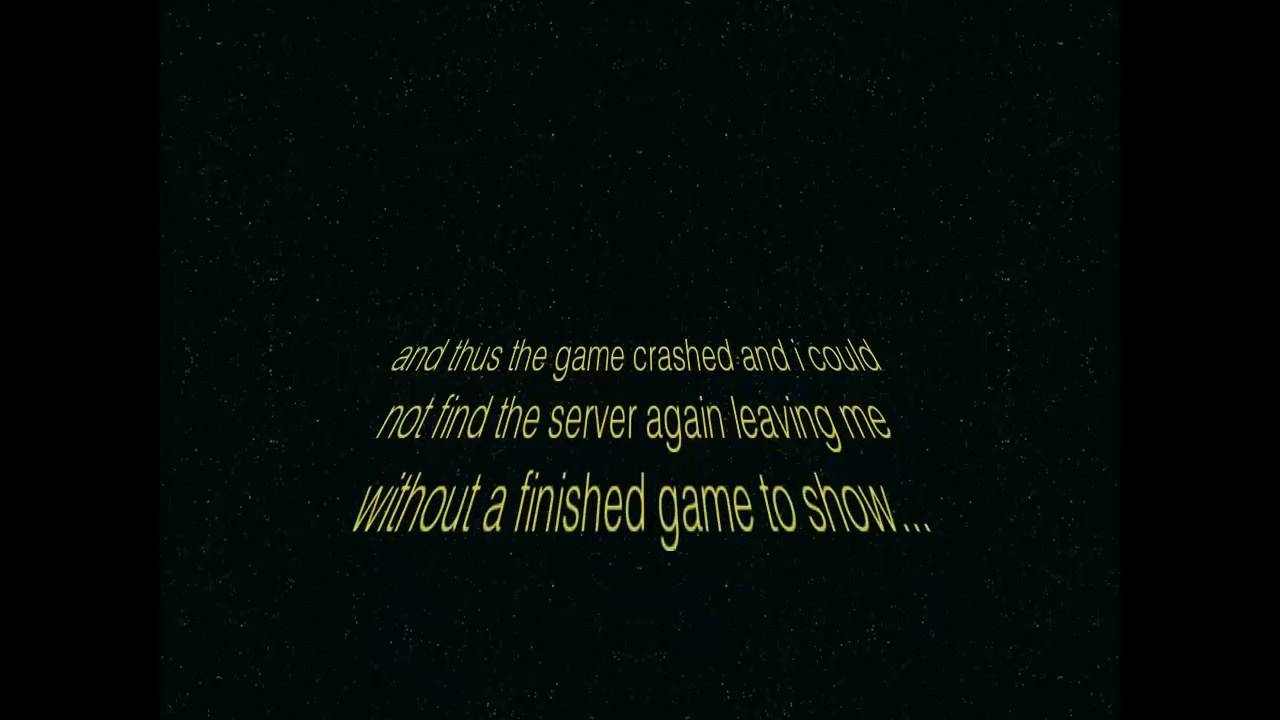 and thus the game crashed and i could
not find the server again leaving me
without a finished game to show...